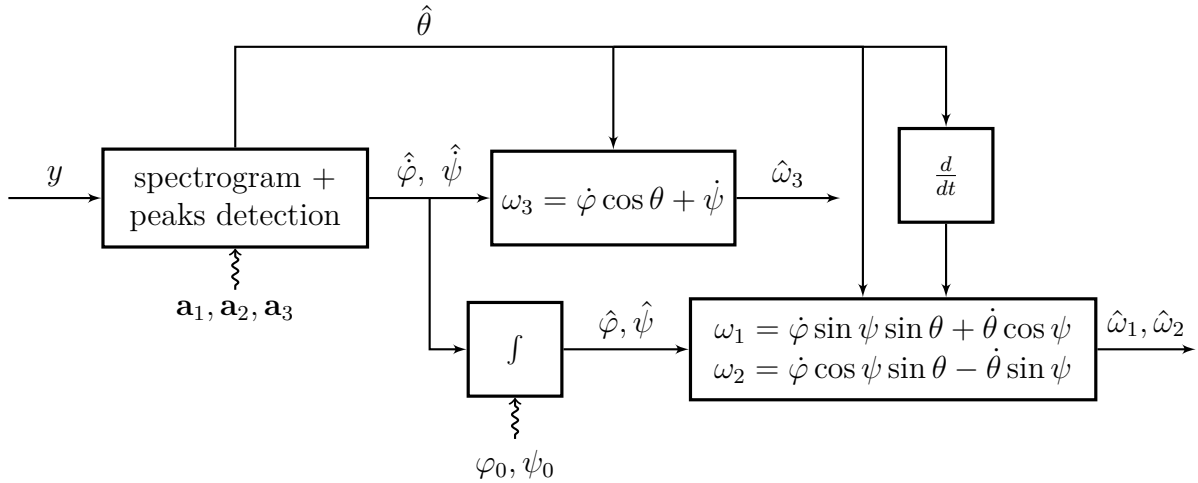 θ̂
y
spectrogram +
peaks detection
φ̇̂, ψ̇̂
ω₃ = φ̇ cos θ + ψ̇
ω̂₃
d/dt
a₁, a₂, a₃
∫
φ̂, ψ̂
ω₁ = φ̇ sin ψ sin θ + θ̇ cos ψ
ω₂ = φ̇ cos ψ sin θ − θ̇ sin ψ
ω̂₁, ω̂₂
φ₀, ψ₀